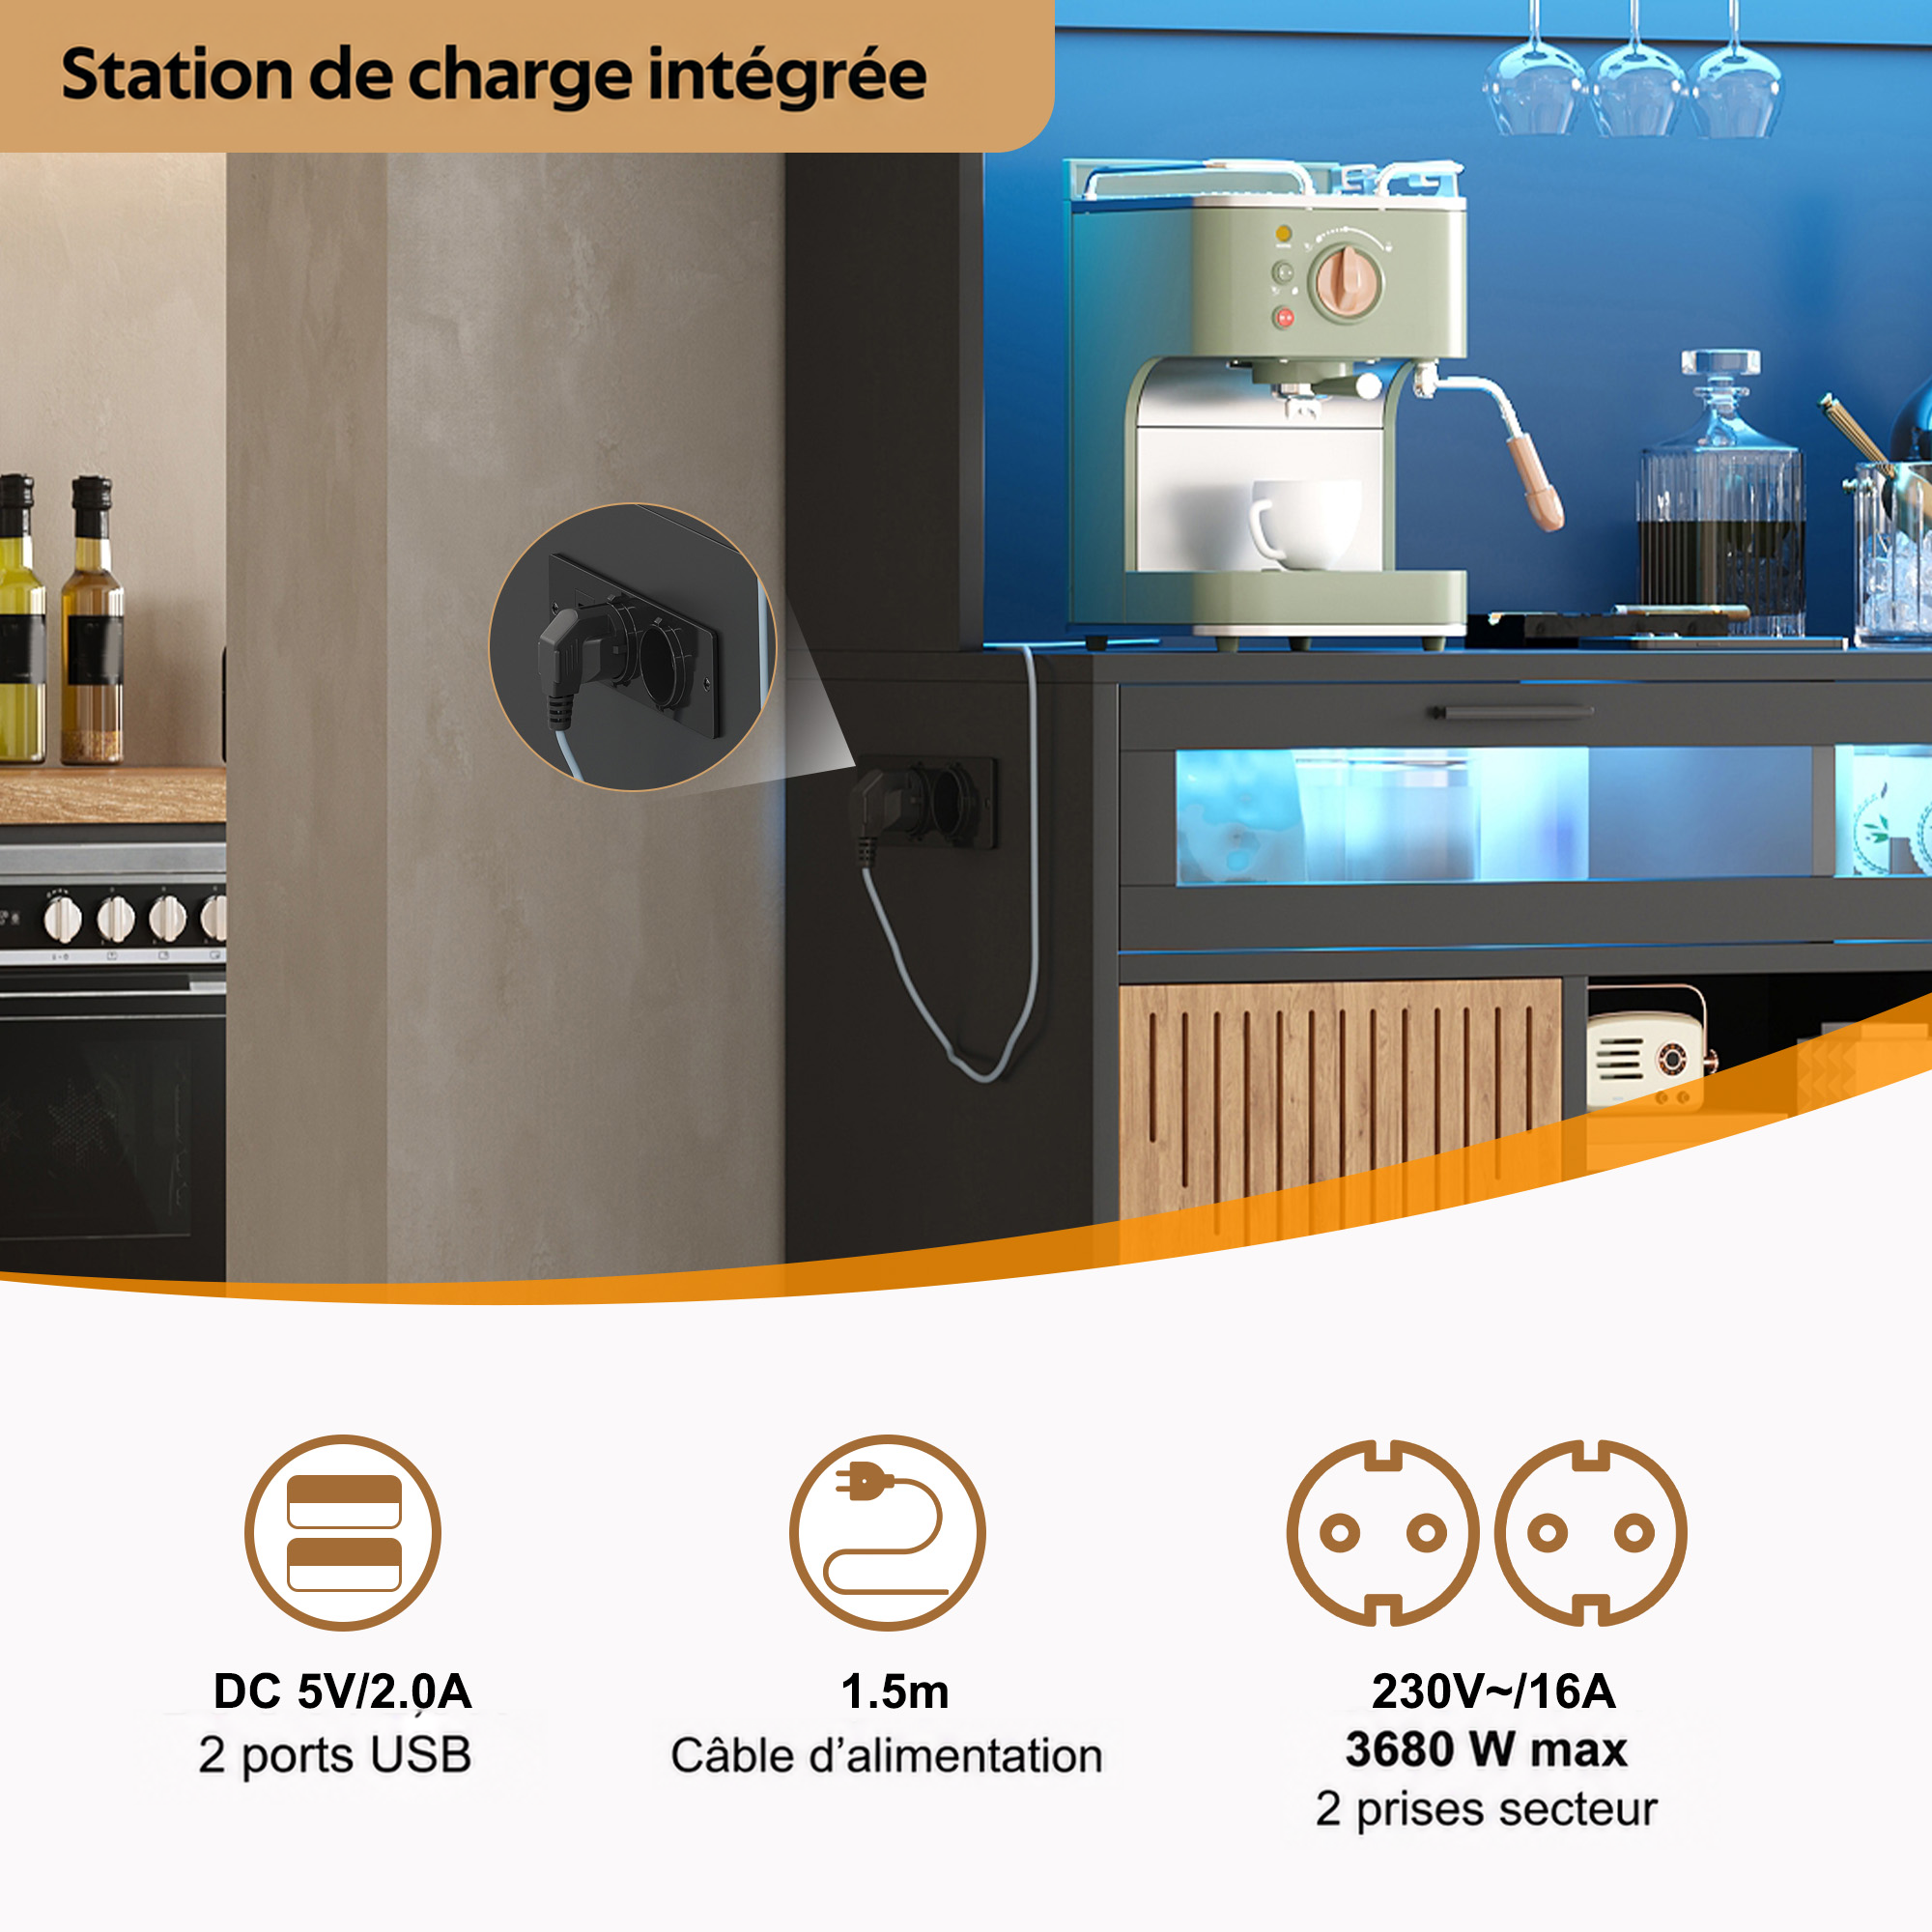 Station de charge intégrée
DC 5V/2.0A
2 ports USB
1.5m
Câble d’alimentation
230V~/16A
3680 W max
2 prises secteur